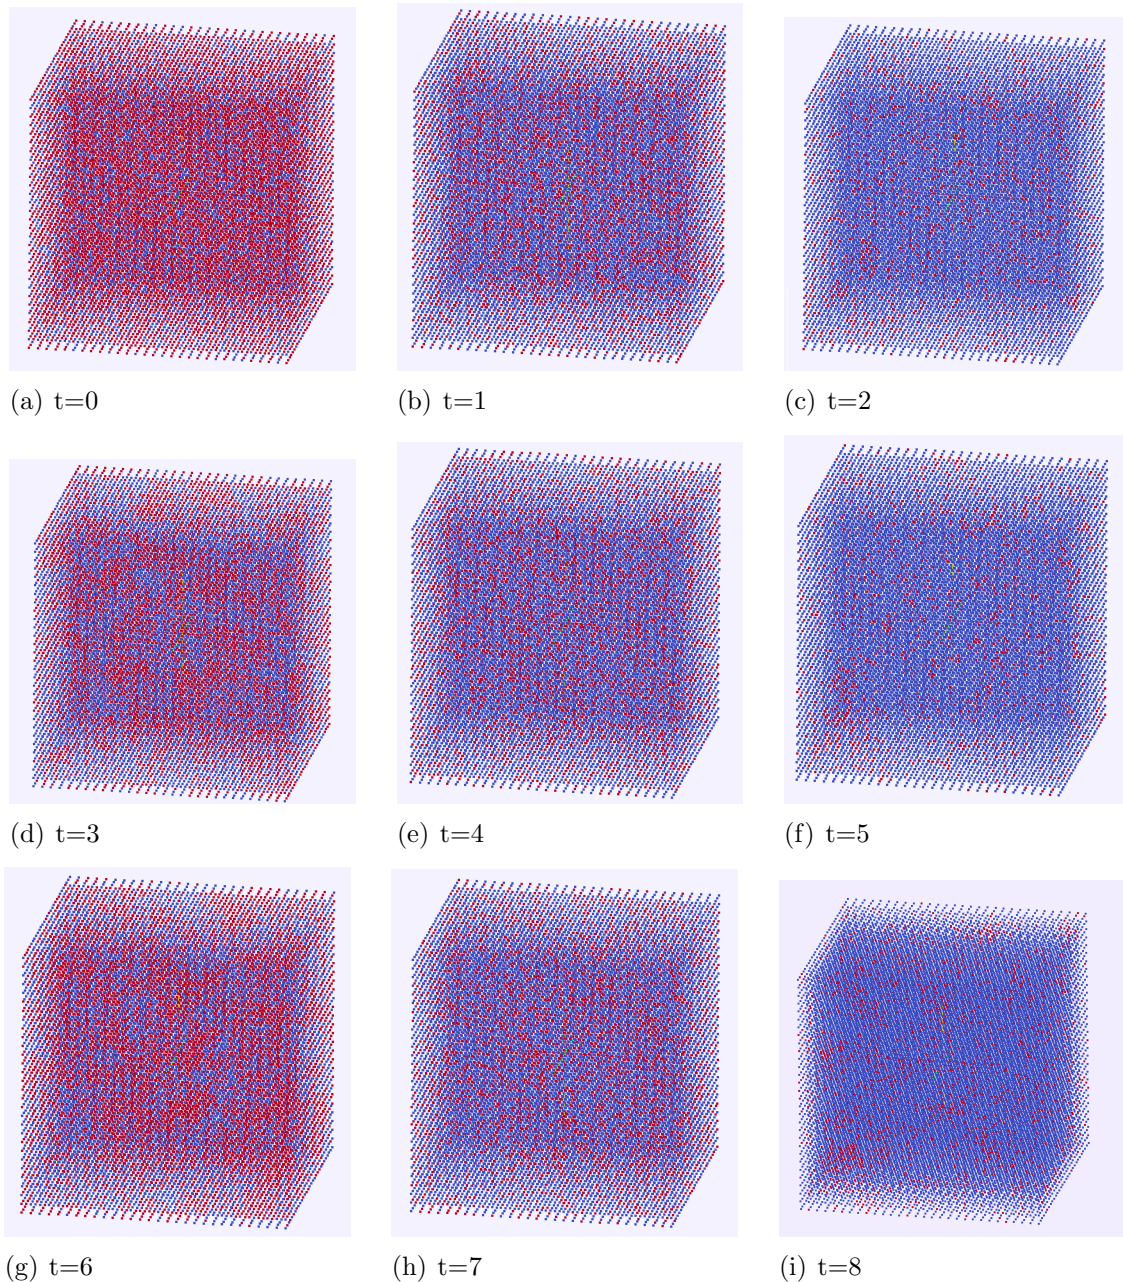 (a) t=0
(b) t=1
(c) t=2
(d) t=3
(e) t=4
(f) t=5
(g) t=6
(h) t=7
(i) t=8